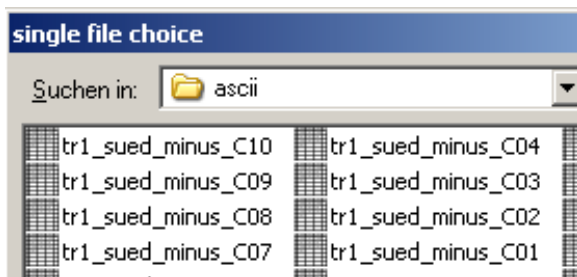 single file choice
Suchen in: ascii
tr1_sued_minus_C10 tr1_sued_minus_C04
tr1_sued_minus_C09 tr1_sued_minus_C03
tr1_sued_minus_C08 tr1_sued_minus_C02
tr1_sued_minus_C07 tr1_sued_minus_C01